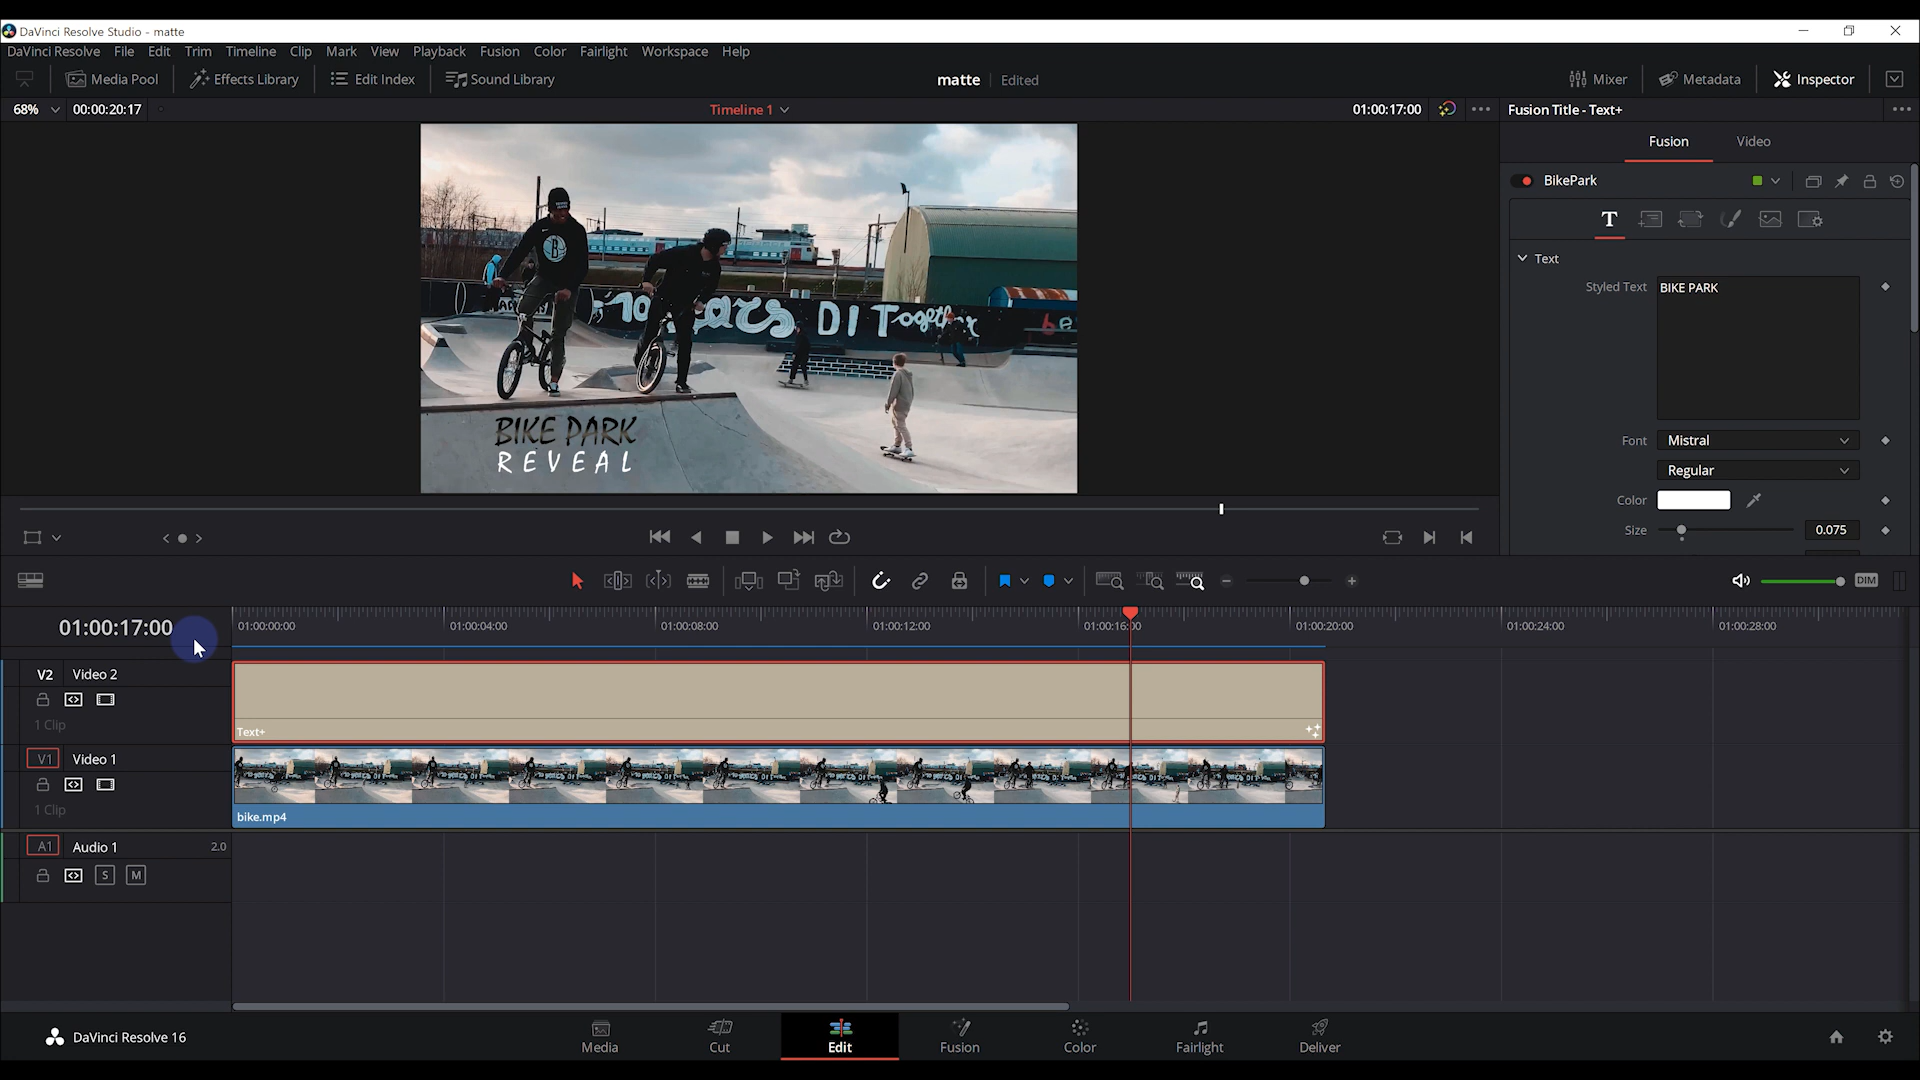 DaVinci Resolve Studio - matte
DaVinci Resolve File Edit Trim Timeline Clip Mark View Playback Fusion Color Fairlight Workspace Help
Media Pool Effects Library Edit Index Sound Library matte Edited Mixer Metadata Inspector
68% 00:00:20:17 Timeline 1 01:00:17:00 Fusion Title - Text+
Fusion Video
BikePark
T
Text
Styled Text BIKE PARK
10 Years DI Together
BIKE PARK
REVEAL
Font Mistral
Regular
Color
Size 0.075
DIM
01:00:17:00
01:00:00:00 01:00:04:00 01:00:08:00 01:00:12:00 01:00:16:00 01:00:20:00 01:00:24:00 01:00:28:00
V2 Video 2
1 Clip
Text+
V1 Video 1
1 Clip
bike.mp4
A1 Audio 1 2.0
S M
DaVinci Resolve 16
Media Cut Edit Fusion Color Fairlight Deliver